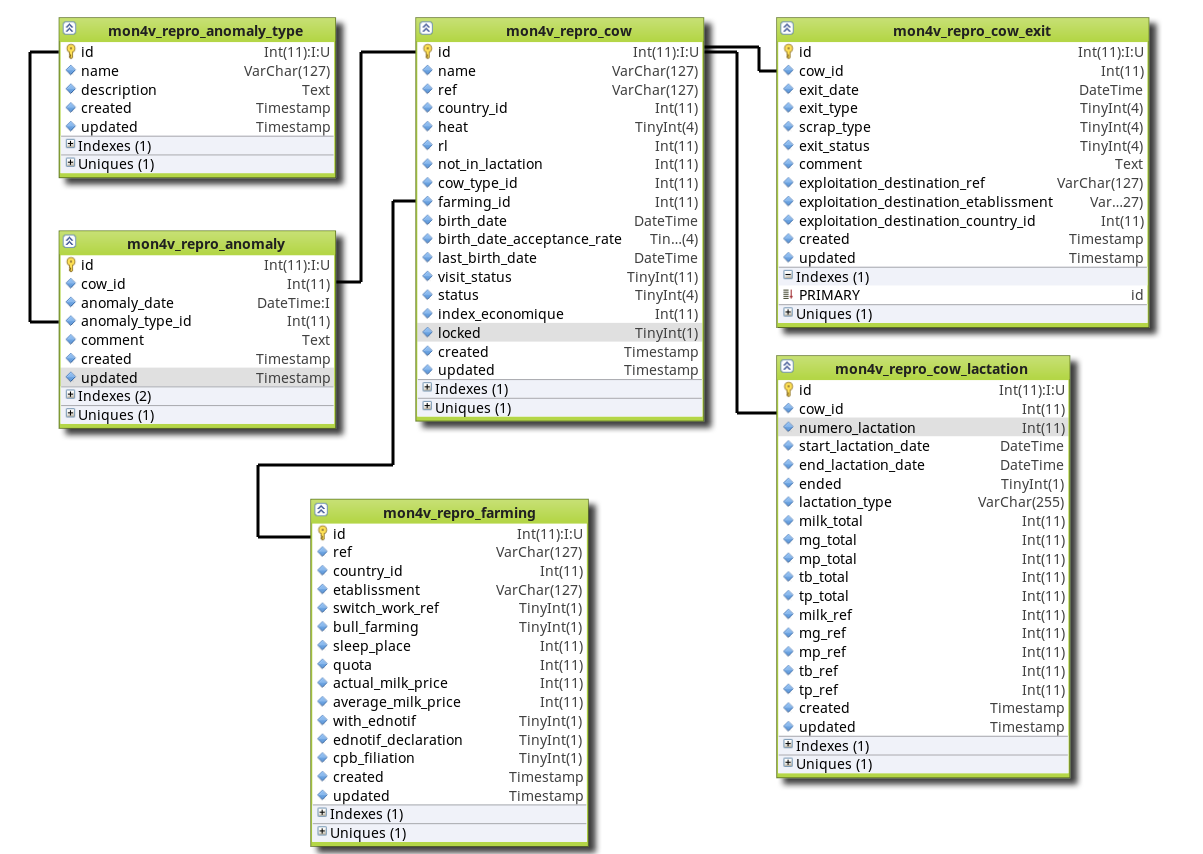 mon4v_repro_anomaly_type
id Int(11):I:U
name VarChar(127)
description Text
created Timestamp
updated Timestamp
Indexes (1)
Uniques (1)
mon4v_repro_anomaly
id Int(11):I:U
cow_id Int(11)
anomaly_date DateTime:I
anomaly_type_id Int(11)
comment Text
created Timestamp
updated Timestamp
Indexes (2)
Uniques (1)
mon4v_repro_cow
id Int(11):I:U
name VarChar(127)
ref VarChar(127)
country_id Int(11)
heat TinyInt(4)
rl Int(11)
not_in_lactation Int(11)
cow_type_id Int(11)
farming_id Int(11)
birth_date DateTime
birth_date_acceptance_rate Tin...(4)
last_birth_date DateTime
visit_status TinyInt(11)
status TinyInt(4)
index_economique Int(11)
locked TinyInt(1)
created Timestamp
updated Timestamp
Indexes (1)
Uniques (1)
mon4v_repro_farming
id Int(11):I:U
ref VarChar(127)
country_id Int(11)
etablissment VarChar(127)
switch_work_ref TinyInt(1)
bull_farming TinyInt(1)
sleep_place Int(11)
quota Int(11)
actual_milk_price Int(11)
average_milk_price Int(11)
with_ednotif TinyInt(1)
ednotif_declaration TinyInt(1)
cpb_filiation TinyInt(1)
created Timestamp
updated Timestamp
Indexes (1)
Uniques (1)
mon4v_repro_cow_exit
id Int(11):I:U
cow_id Int(11)
exit_date DateTime
exit_type TinyInt(4)
scrap_type TinyInt(4)
exit_status TinyInt(4)
comment Text
exploitation_destination_ref VarChar(127)
exploitation_destination_etablissment Var...27)
exploitation_destination_country_id Int(11)
created Timestamp
updated Timestamp
Indexes (1)
PRIMARY id
Uniques (1)
mon4v_repro_cow_lactation
id Int(11):I:U
cow_id Int(11)
numero_lactation Int(11)
start_lactation_date DateTime
end_lactation_date DateTime
ended TinyInt(1)
lactation_type VarChar(255)
milk_total Int(11)
mg_total Int(11)
mp_total Int(11)
tb_total Int(11)
tp_total Int(11)
milk_ref Int(11)
mg_ref Int(11)
mp_ref Int(11)
tb_ref Int(11)
tp_ref Int(11)
created Timestamp
updated Timestamp
Indexes (1)
Uniques (1)